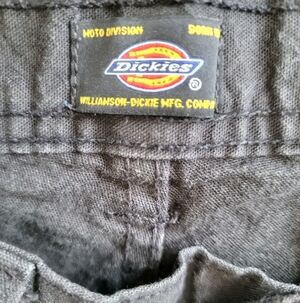 MOTO DIVISION
Dickies
®
WILLIAMSON-DICKIE MFG.